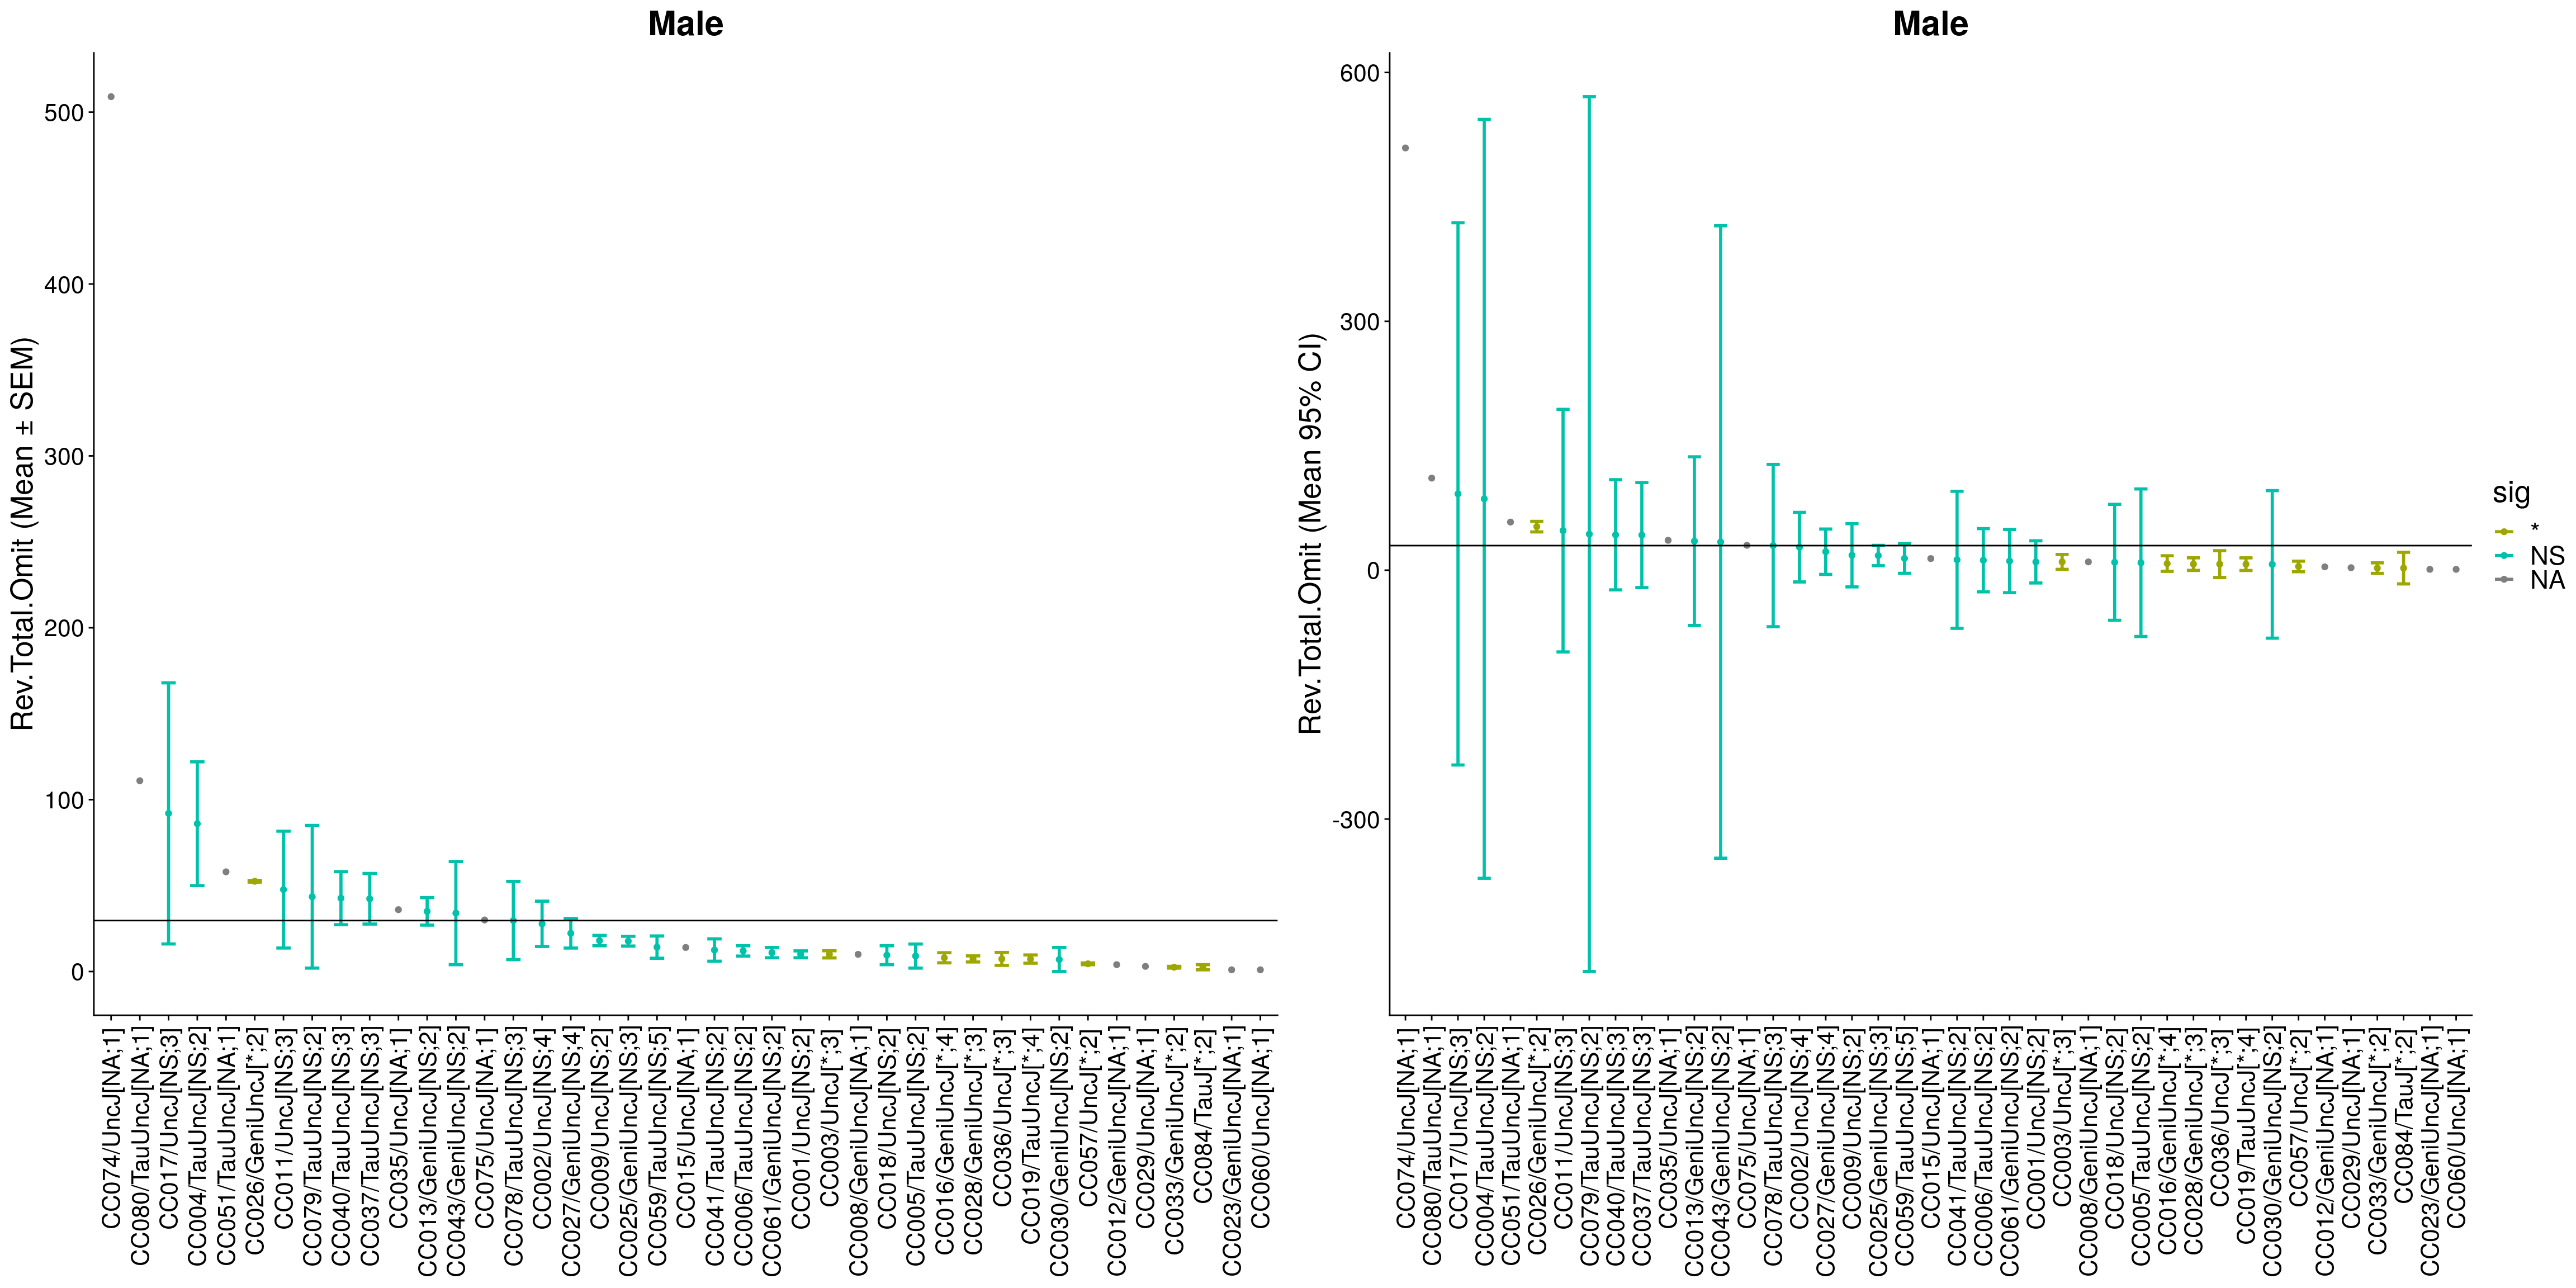 Male
Rev.Total.Omit (Mean ± SEM)
500
400
300
200
100
0
CC074/UncJ[NA;1]
CC080/TauUncJ[NA;1]
CC017/UncJ[NS;3]
CC004/TauUncJ[NS;2]
CC051/TauUncJ[NA;1]
CC026/GeniUncJ[*;2]
CC011/UncJ[NS;3]
CC079/TauUncJ[NS;2]
CC040/TauUncJ[NS;3]
CC037/TauUncJ[NS;3]
CC035/UncJ[NA;1]
CC013/GeniUncJ[NS;2]
CC043/GeniUncJ[NS;2]
CC075/UncJ[NA;1]
CC078/TauUncJ[NS;3]
CC002/UncJ[NS;4]
CC027/GeniUncJ[NS;4]
CC009/UncJ[NS;2]
CC025/GeniUncJ[NS;3]
CC059/TauUncJ[NS;5]
CC015/UncJ[NA;1]
CC041/TauUncJ[NS;2]
CC006/TauUncJ[NS;2]
CC061/GeniUncJ[NS;2]
CC001/UncJ[NS;2]
CC003/UncJ[*;3]
CC008/GeniUncJ[NA;1]
CC018/UncJ[NS;2]
CC005/TauUncJ[NS;2]
CC016/GeniUncJ[*;4]
CC028/GeniUncJ[*;3]
CC036/UncJ[*;3]
CC019/TauUncJ[*;4]
CC030/GeniUncJ[NS;2]
CC057/UncJ[*;2]
CC012/GeniUncJ[NA;1]
CC029/UncJ[NA;1]
CC033/GeniUncJ[*;2]
CC084/TauJ[*;2]
CC023/GeniUncJ[NA;1]
CC060/UncJ[NA;1]
Male
Rev.Total.Omit (Mean 95% CI)
600
300
0
-300
CC074/UncJ[NA;1]
CC080/TauUncJ[NA;1]
CC017/UncJ[NS;3]
CC004/TauUncJ[NS;2]
CC051/TauUncJ[NA;1]
CC026/GeniUncJ[*;2]
CC011/UncJ[NS;3]
CC079/TauUncJ[NS;2]
CC040/TauUncJ[NS;3]
CC037/TauUncJ[NS;3]
CC035/UncJ[NA;1]
CC013/GeniUncJ[NS;2]
CC043/GeniUncJ[NS;2]
CC075/UncJ[NA;1]
CC078/TauUncJ[NS;3]
CC002/UncJ[NS;4]
CC027/GeniUncJ[NS;4]
CC009/UncJ[NS;2]
CC025/GeniUncJ[NS;3]
CC059/TauUncJ[NS;5]
CC015/UncJ[NA;1]
CC041/TauUncJ[NS;2]
CC006/TauUncJ[NS;2]
CC061/GeniUncJ[NS;2]
CC001/UncJ[NS;2]
CC003/UncJ[*;3]
CC008/GeniUncJ[NA;1]
CC018/UncJ[NS;2]
CC005/TauUncJ[NS;2]
CC016/GeniUncJ[*;4]
CC028/GeniUncJ[*;3]
CC036/UncJ[*;3]
CC019/TauUncJ[*;4]
CC030/GeniUncJ[NS;2]
CC057/UncJ[*;2]
CC012/GeniUncJ[NA;1]
CC029/UncJ[NA;1]
CC033/GeniUncJ[*;2]
CC084/TauJ[*;2]
CC023/GeniUncJ[NA;1]
CC060/UncJ[NA;1]
sig
*
NS
NA